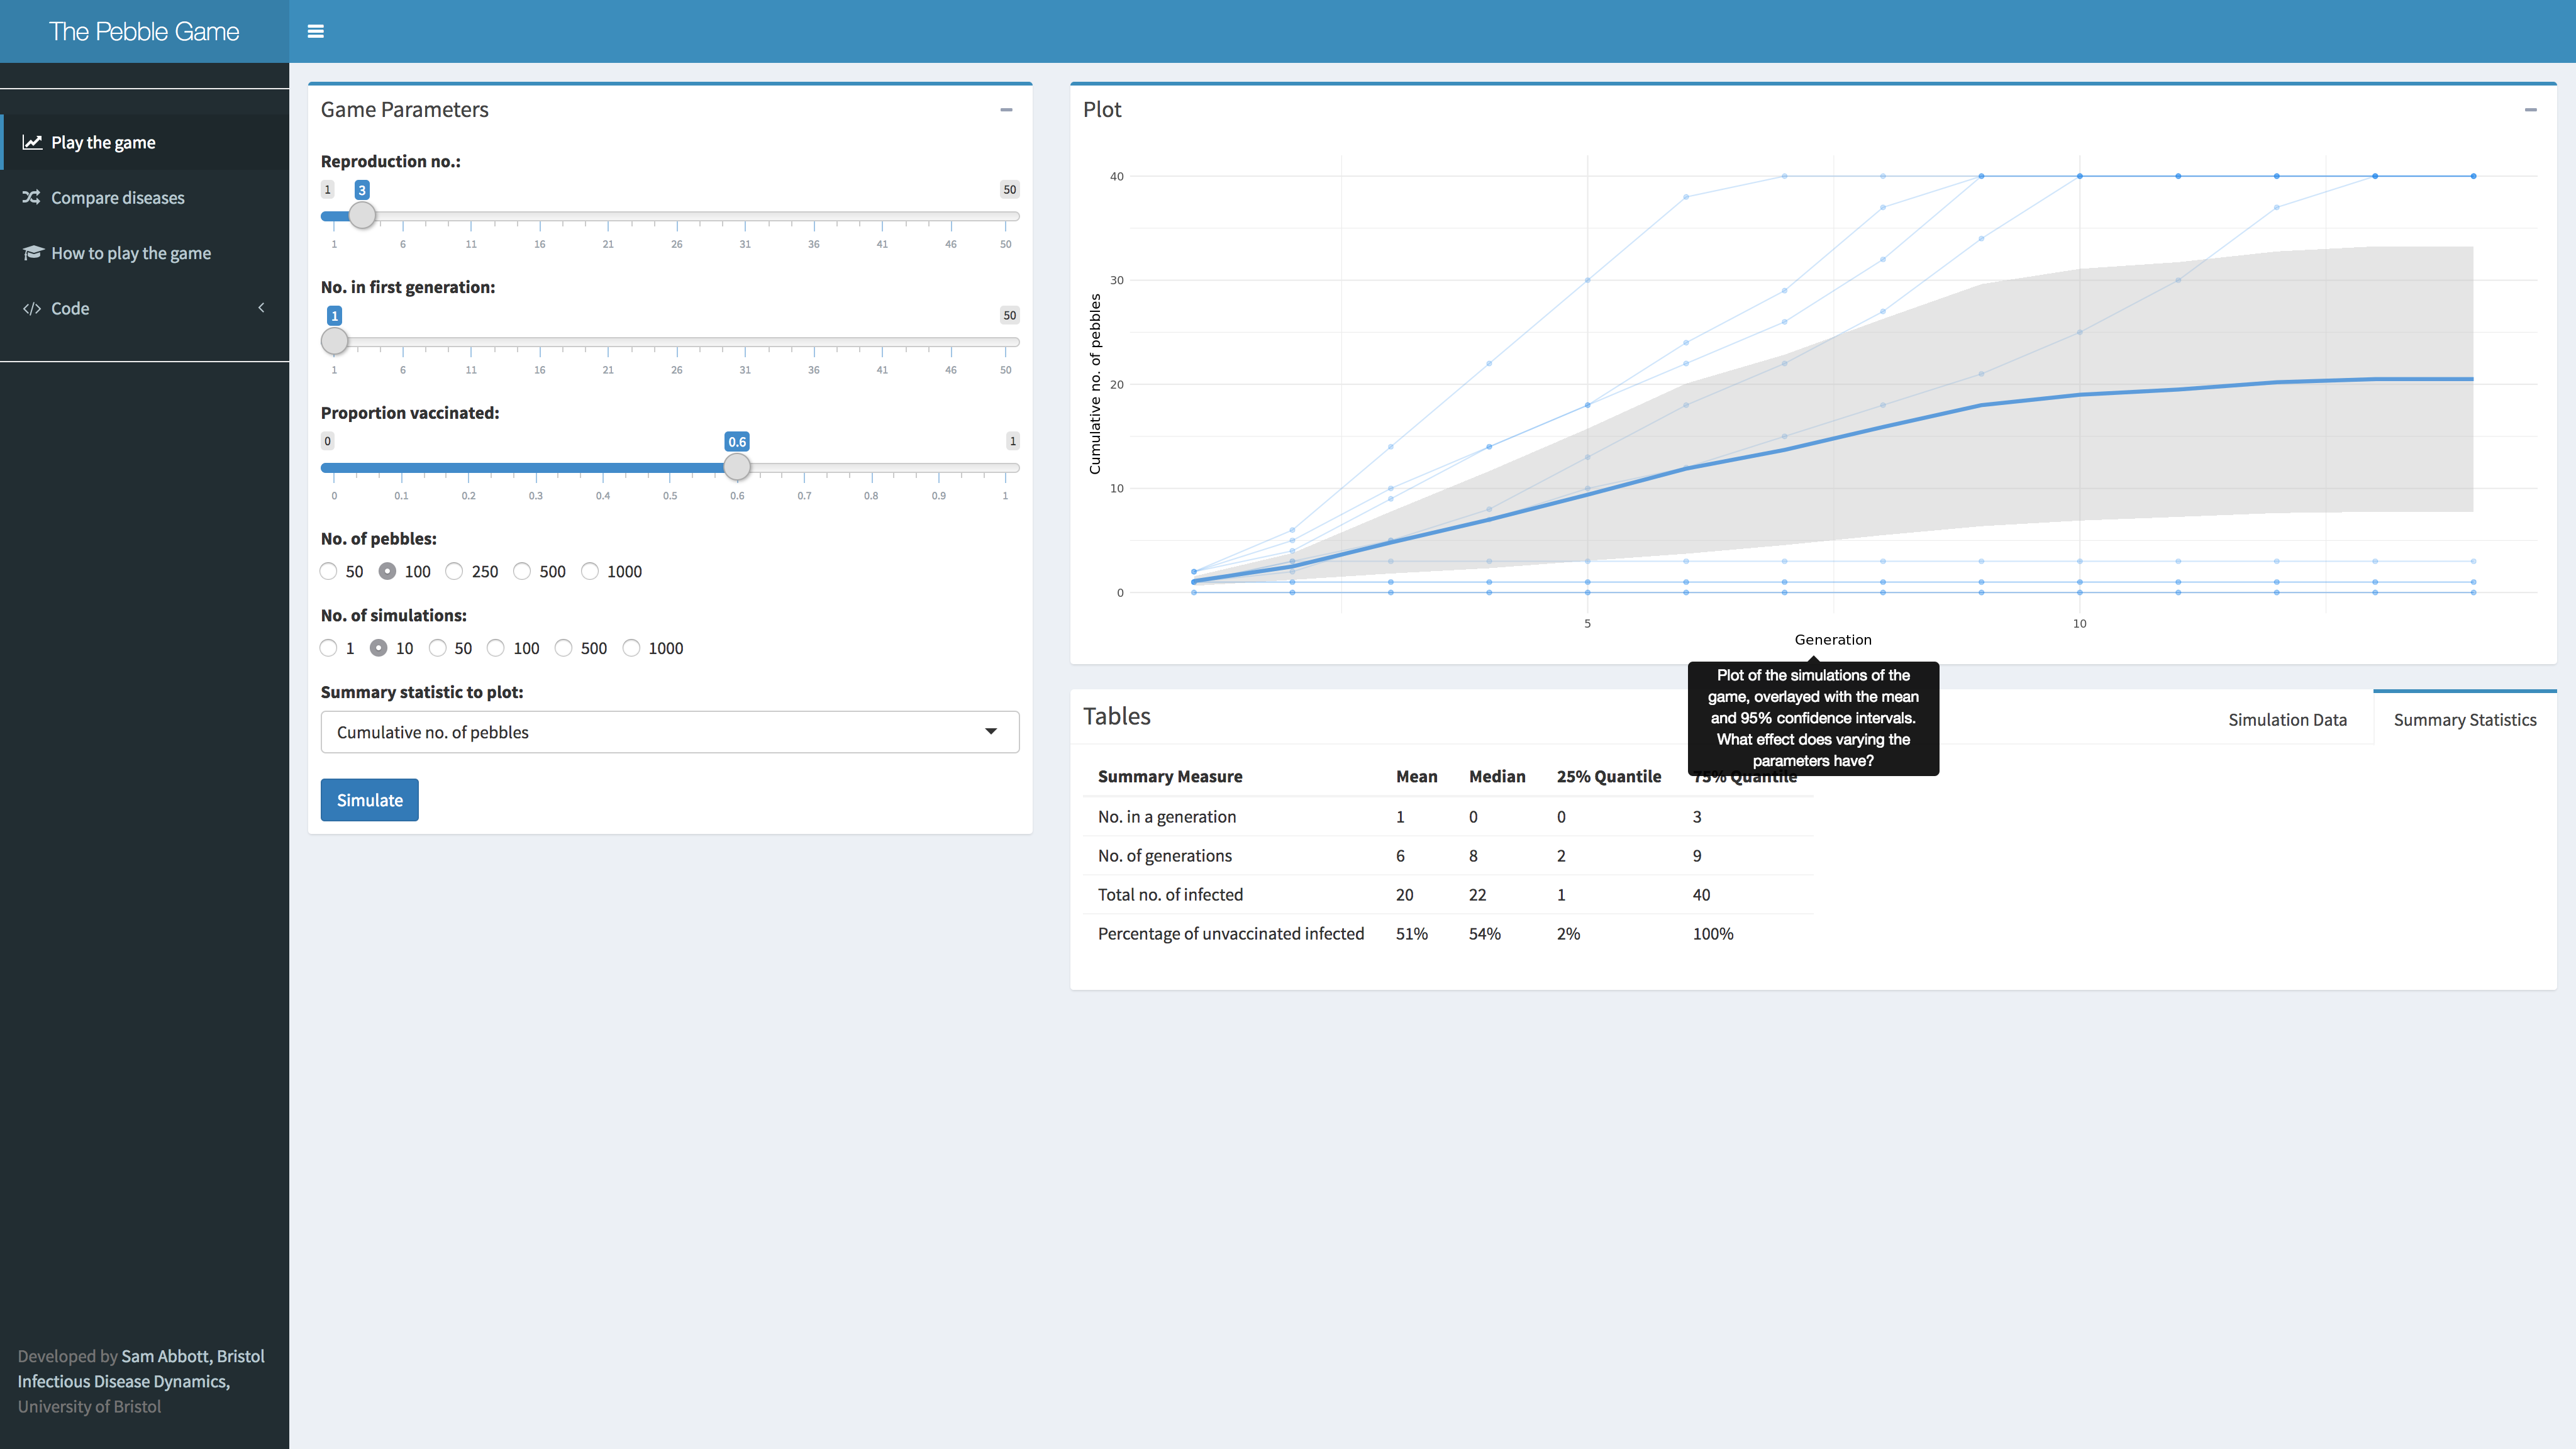 The Pebble Game
Play the game
Compare diseases
How to play the game
Code
Developed by Sam Abbott, Bristol
Infectious Disease Dynamics,
University of Bristol
Game Parameters
Reproduction no.:
1 3 50
1 6 11 16 21 26 31 36 41 46 50
No. in first generation:
1 50
1 6 11 16 21 26 31 36 41 46 50
Proportion vaccinated:
0 0.6 1
0 0.1 0.2 0.3 0.4 0.5 0.6 0.7 0.8 0.9 1
No. of pebbles:
50 100 250 500 1000
No. of simulations:
1 10 50 100 500 1000
Summary statistic to plot:
Cumulative no. of pebbles
Simulate
Plot
Cumulative no. of pebbles
40
30
20
10
0
5 10
Generation
Plot of the simulations of the
game, overlayed with the mean
and 95% confidence intervals.
What effect does varying the
parameters have?
Tables
Simulation Data Summary Statistics
Summary Measure Mean Median 25% Quantile 75% Quantile
No. in a generation 1 0 0 3
No. of generations 6 8 2 9
Total no. of infected 20 22 1 40
Percentage of unvaccinated infected 51% 54% 2% 100%